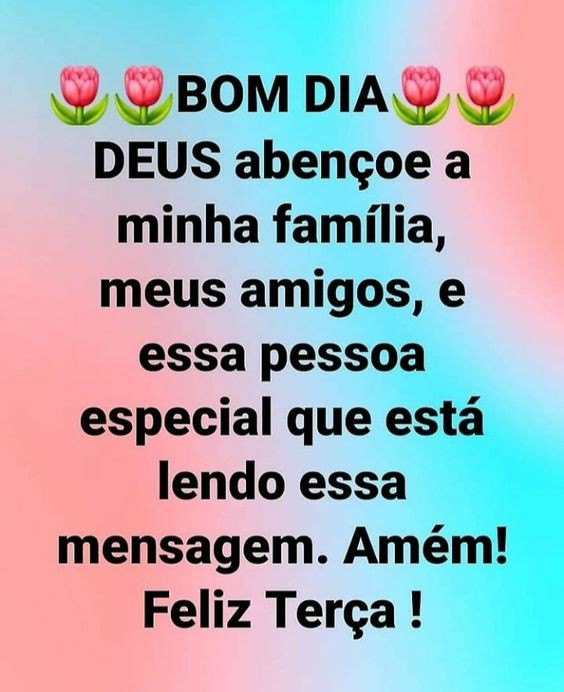 🌷🌷BOM DIA🌷🌷
DEUS abençoe a
minha família,
meus amigos, e
essa pessoa
especial que está
lendo essa
mensagem. Amém!
Feliz Terça !